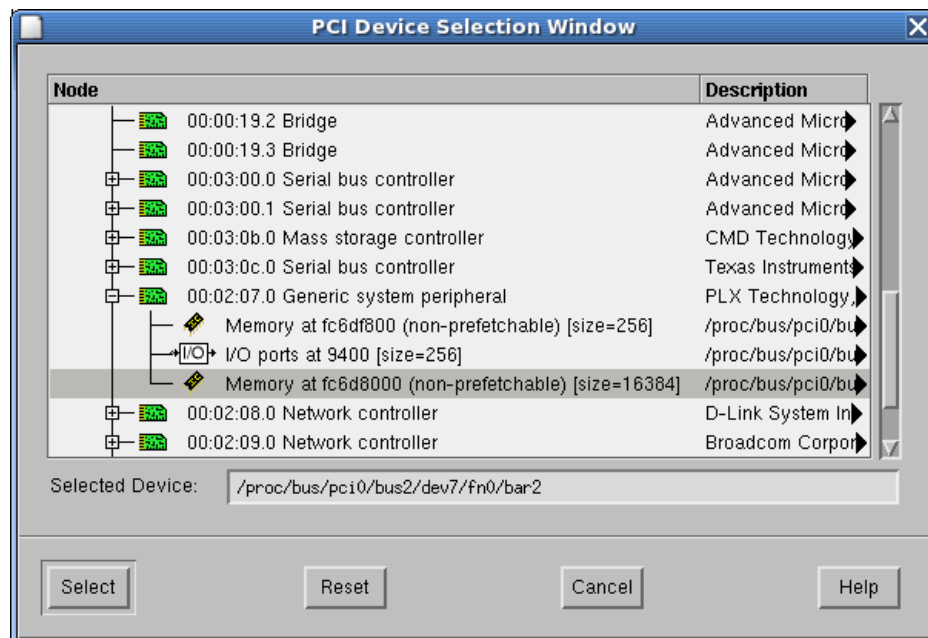 PCI Device Selection Window
Node Description
00:00:19.2 Bridge Advanced Micro
00:00:19.3 Bridge Advanced Micro
00:03:00.0 Serial bus controller Advanced Micro
00:03:00.1 Serial bus controller Advanced Micro
00:03:0b.0 Mass storage controller CMD Technology
00:03:0c.0 Serial bus controller Texas Instruments
00:02:07.0 Generic system peripheral PLX Technology,
Memory at fc6df800 (non-prefetchable) [size=256] /proc/bus/pci0/bu
I/O I/O ports at 9400 [size=256] /proc/bus/pci0/bu
Memory at fc6d8000 (non-prefetchable) [size=16384] /proc/bus/pci0/bu
00:02:08.0 Network controller D-Link System In
00:02:09.0 Network controller Broadcom Corpor
Selected Device: /proc/bus/pci0/bus2/dev7/fn0/bar2
Select Reset Cancel Help